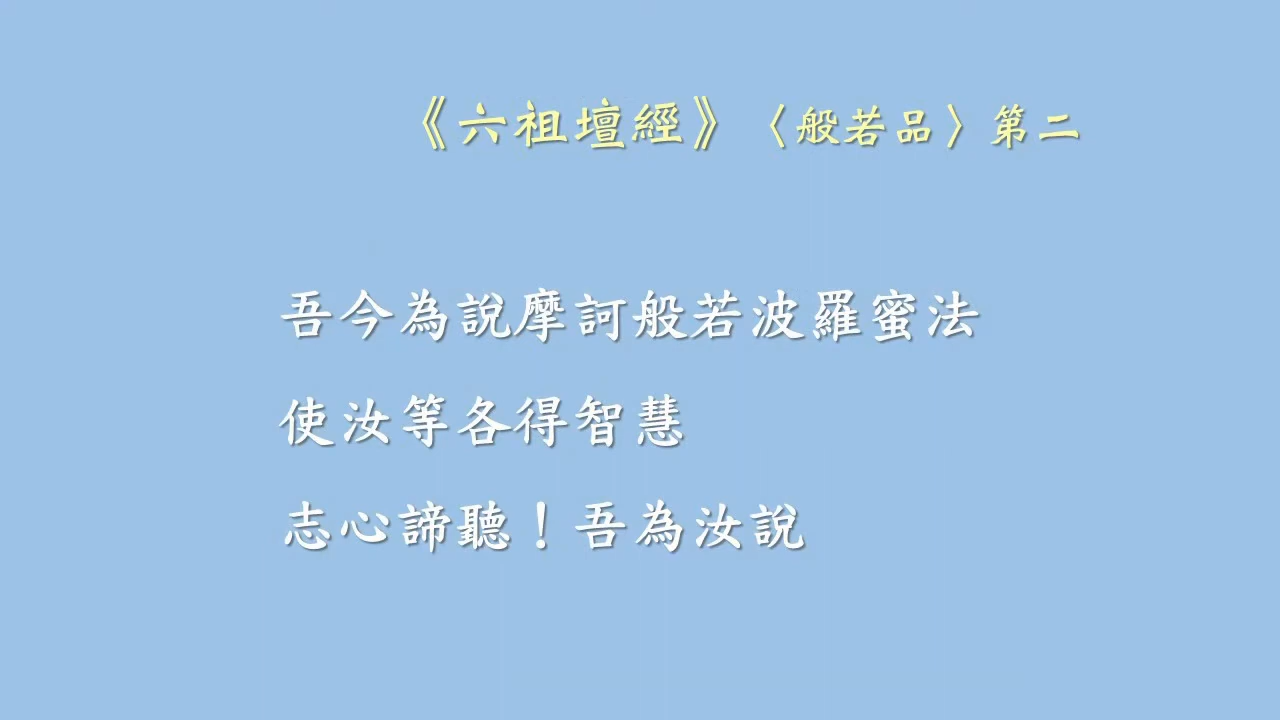 《六祖壇經》〈般若品〉第二
吾今為說摩訶般若波羅蜜法
使汝等各得智慧
志心諦聽！吾為汝說